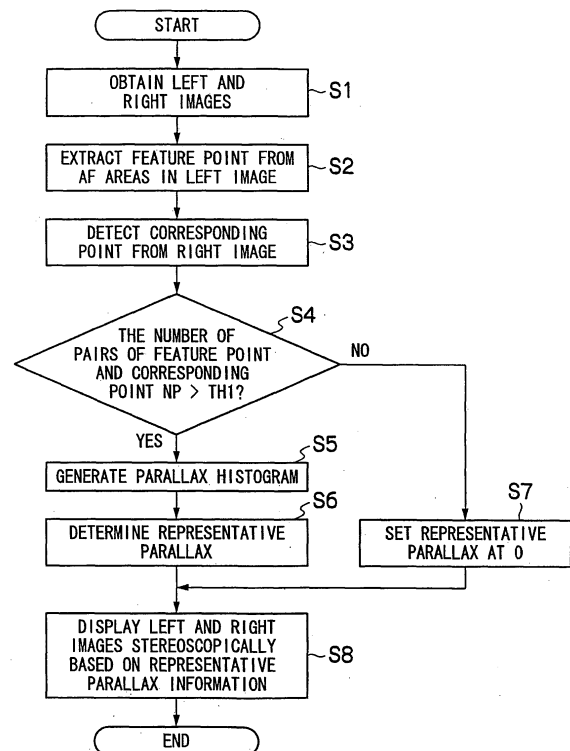 START
OBTAIN LEFT AND
RIGHT IMAGES
S1
EXTRACT FEATURE POINT FROM
AF AREAS IN LEFT IMAGE
S2
DETECT CORRESPONDING
POINT FROM RIGHT IMAGE
S3
S4
THE NUMBER OF
PAIRS OF FEATURE POINT
AND CORRESPONDING
POINT NP > TH1?
NO
YES
S5
GENERATE PARALLAX HISTOGRAM
S6
DETERMINE REPRESENTATIVE
PARALLAX
S7
SET REPRESENTATIVE
PARALLAX AT 0
DISPLAY LEFT AND RIGHT
IMAGES STEREOSCOPICALLY
BASED ON REPRESENTATIVE
PARALLAX INFORMATION
S8
END